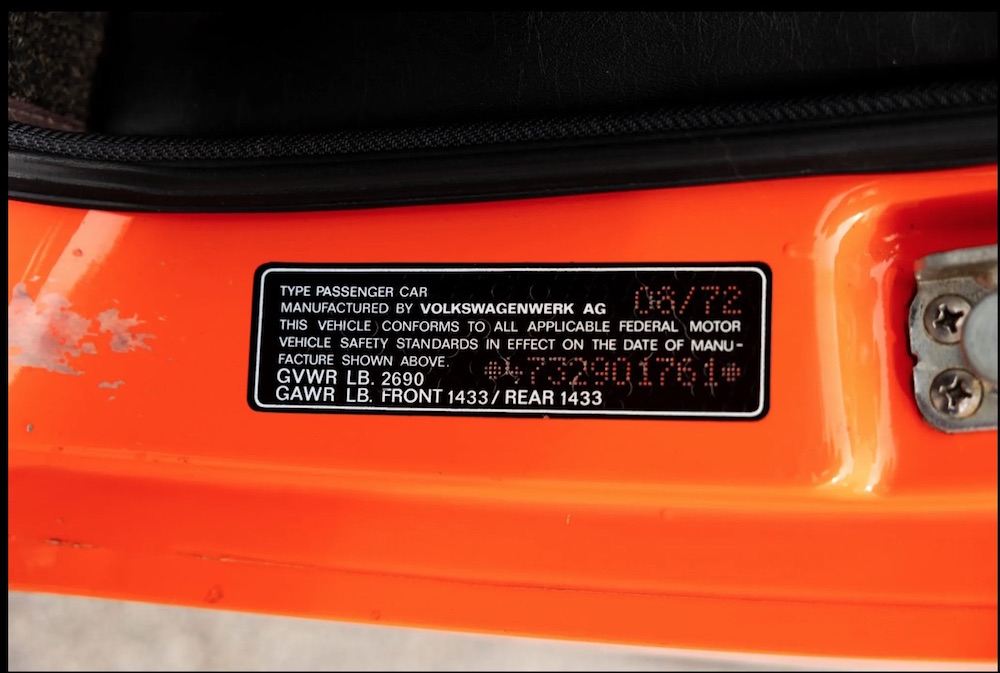 TYPE PASSENGER CAR 08/72
MANUFACTURED BY VOLKSWAGENWERK AG
THIS VEHICLE CONFORMS TO ALL APPLICABLE FEDERAL MOTOR
VEHICLE SAFETY STANDARDS IN EFFECT ON THE DATE OF MANU-
FACTURE SHOWN ABOVE.
*4732901761*
GVWR LB. 2690
GAWR LB. FRONT 1433/ REAR 1433